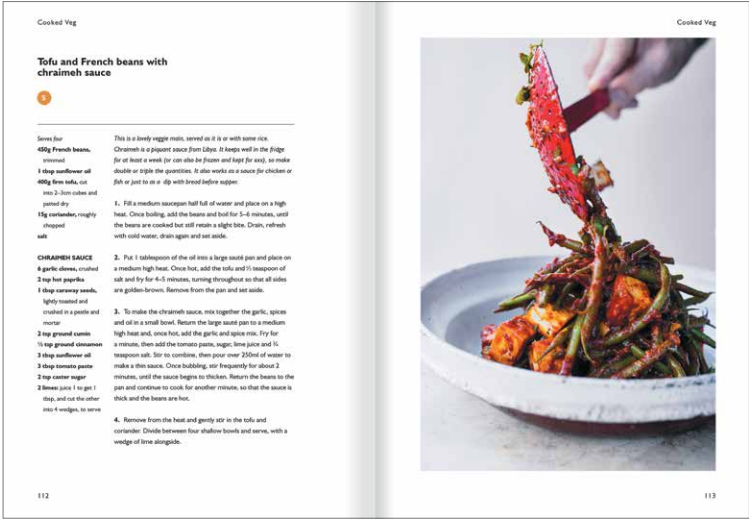 Cooked Veg
Tofu and French beans with
chraimeh sauce
S
Serves four
450g French beans,
trimmed
1 tbsp sunflower oil
400g firm tofu, cut
into 2–3cm cubes and
patted dry
15g coriander, roughly
chopped
salt
CHRAIMEH SAUCE
6 garlic cloves, crushed
2 tsp hot paprika
1 tbsp caraway seeds,
lightly toasted and
crushed in a pestle and
mortar
2 tsp ground cumin
½ tsp ground cinnamon
3 tbsp sunflower oil
3 tbsp tomato paste
2 tsp caster sugar
2 limes: juice 1 to get 1
tbsp, and cut the other
into 4 wedges, to serve
This is a lovely veggie main, served as it is or with some rice.
Chraimeh is a piquant sauce from Libya. It keeps well in the fridge
for at least a week (or can also be frozen and kept for xxx), so make
double or triple the quantities. It also works as a sauce for chicken or
fish or just to as a dip with bread before supper.
1. Fill a medium saucepan half full of water and place on a high
heat. Once boiling, add the beans and boil for 5–6 minutes, until
the beans are cooked but still retain a slight bite. Drain, refresh
with cold water, drain again and set aside.
2. Put 1 tablespoon of the oil into a large sauté pan and place on
a medium high heat. Once hot, add the tofu and ⅓ teaspoon of
salt and fry for 4–5 minutes, turning throughout so that all sides
are golden-brown. Remove from the pan and set aside.
3. To make the chraimeh sauce, mix together the garlic, spices
and oil in a small bowl. Return the large sauté pan to a medium
high heat and, once hot, add the garlic and spice mix. Fry for
a minute, then add the tomato paste, sugar, lime juice and ¾
teaspoon salt. Stir to combine, then pour over 250ml of water to
make a thin sauce. Once bubbling, stir frequently for about 2
minutes, until the sauce begins to thicken. Return the beans to the
pan and continue to cook for another minute, so that the sauce is
thick and the beans are hot.
4. Remove from the heat and gently stir in the tofu and
coriander. Divide between four shallow bowls and serve, with a
wedge of lime alongside.
112
Cooked Veg
113